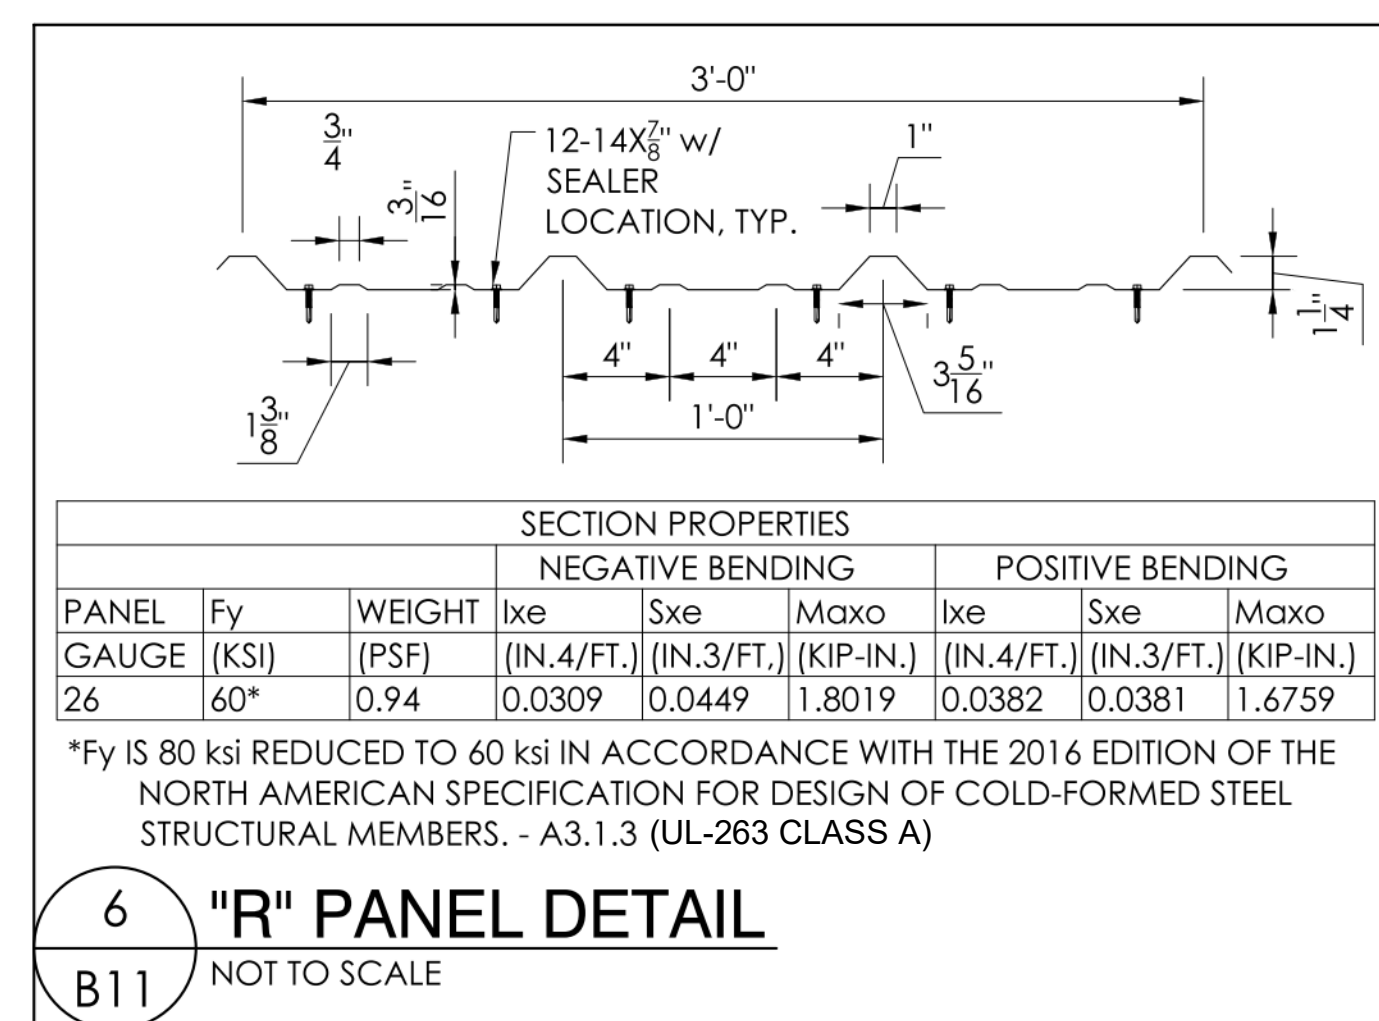 3'-0"
3/4"
12-14X7/8" w/
SEALER
LOCATION, TYP.
1"
3/16"
4"
4"
4"
1'-0"
3 5/16"
1 1/4"
1 3/8"
SECTION PROPERTIES
NEGATIVE BENDING POSITIVE BENDING
PANEL Fy WEIGHT Ixe Sxe Maxo Ixe Sxe Maxo
GAUGE (KSI) (PSF) (IN.4/FT.) (IN.3/FT,) (KIP-IN.) (IN.4/FT.) (IN.3/FT.) (KIP-IN.)
26 60* 0.94 0.0309 0.0449 1.8019 0.0382 0.0381 1.6759
*Fy IS 80 ksi REDUCED TO 60 ksi IN ACCORDANCE WITH THE 2016 EDITION OF THE
NORTH AMERICAN SPECIFICATION FOR DESIGN OF COLD-FORMED STEEL
STRUCTURAL MEMBERS. - A3.1.3 (UL-263 CLASS A)
6
B11
"R" PANEL DETAIL
NOT TO SCALE